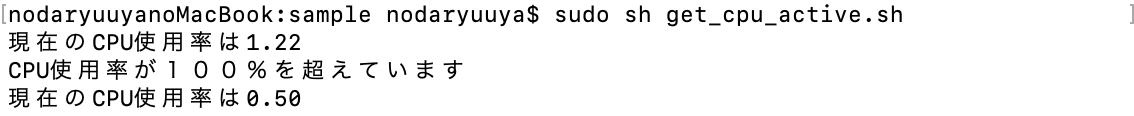 [nodaryuuyanoMacBook:sample nodaryuuya$ sudo sh get_cpu_active.sh ]
現在のCPU使用率は1.22
CPU使用率が１００％を超えています
現在のCPU使用率は0.50